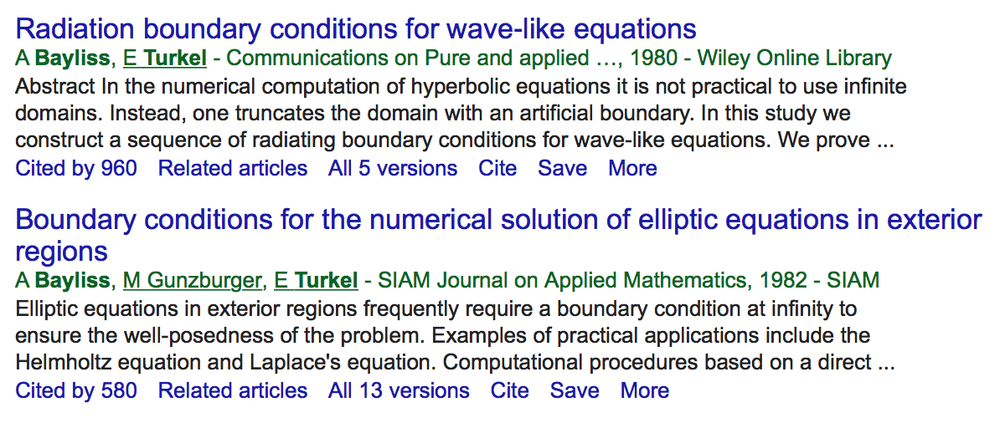 Radiation boundary conditions for wave-like equations
A Bayliss, E Turkel - Communications on Pure and applied …, 1980 - Wiley Online Library
Abstract In the numerical computation of hyperbolic equations it is not practical to use infinite
domains. Instead, one truncates the domain with an artificial boundary. In this study we
construct a sequence of radiating boundary conditions for wave-like equations. We prove ...
Cited by 960 Related articles All 5 versions Cite Save More
Boundary conditions for the numerical solution of elliptic equations in exterior
regions
A Bayliss, M Gunzburger, E Turkel - SIAM Journal on Applied Mathematics, 1982 - SIAM
Elliptic equations in exterior regions frequently require a boundary condition at infinity to
ensure the well-posedness of the problem. Examples of practical applications include the
Helmholtz equation and Laplace's equation. Computational procedures based on a direct ...
Cited by 580 Related articles All 13 versions Cite Save More